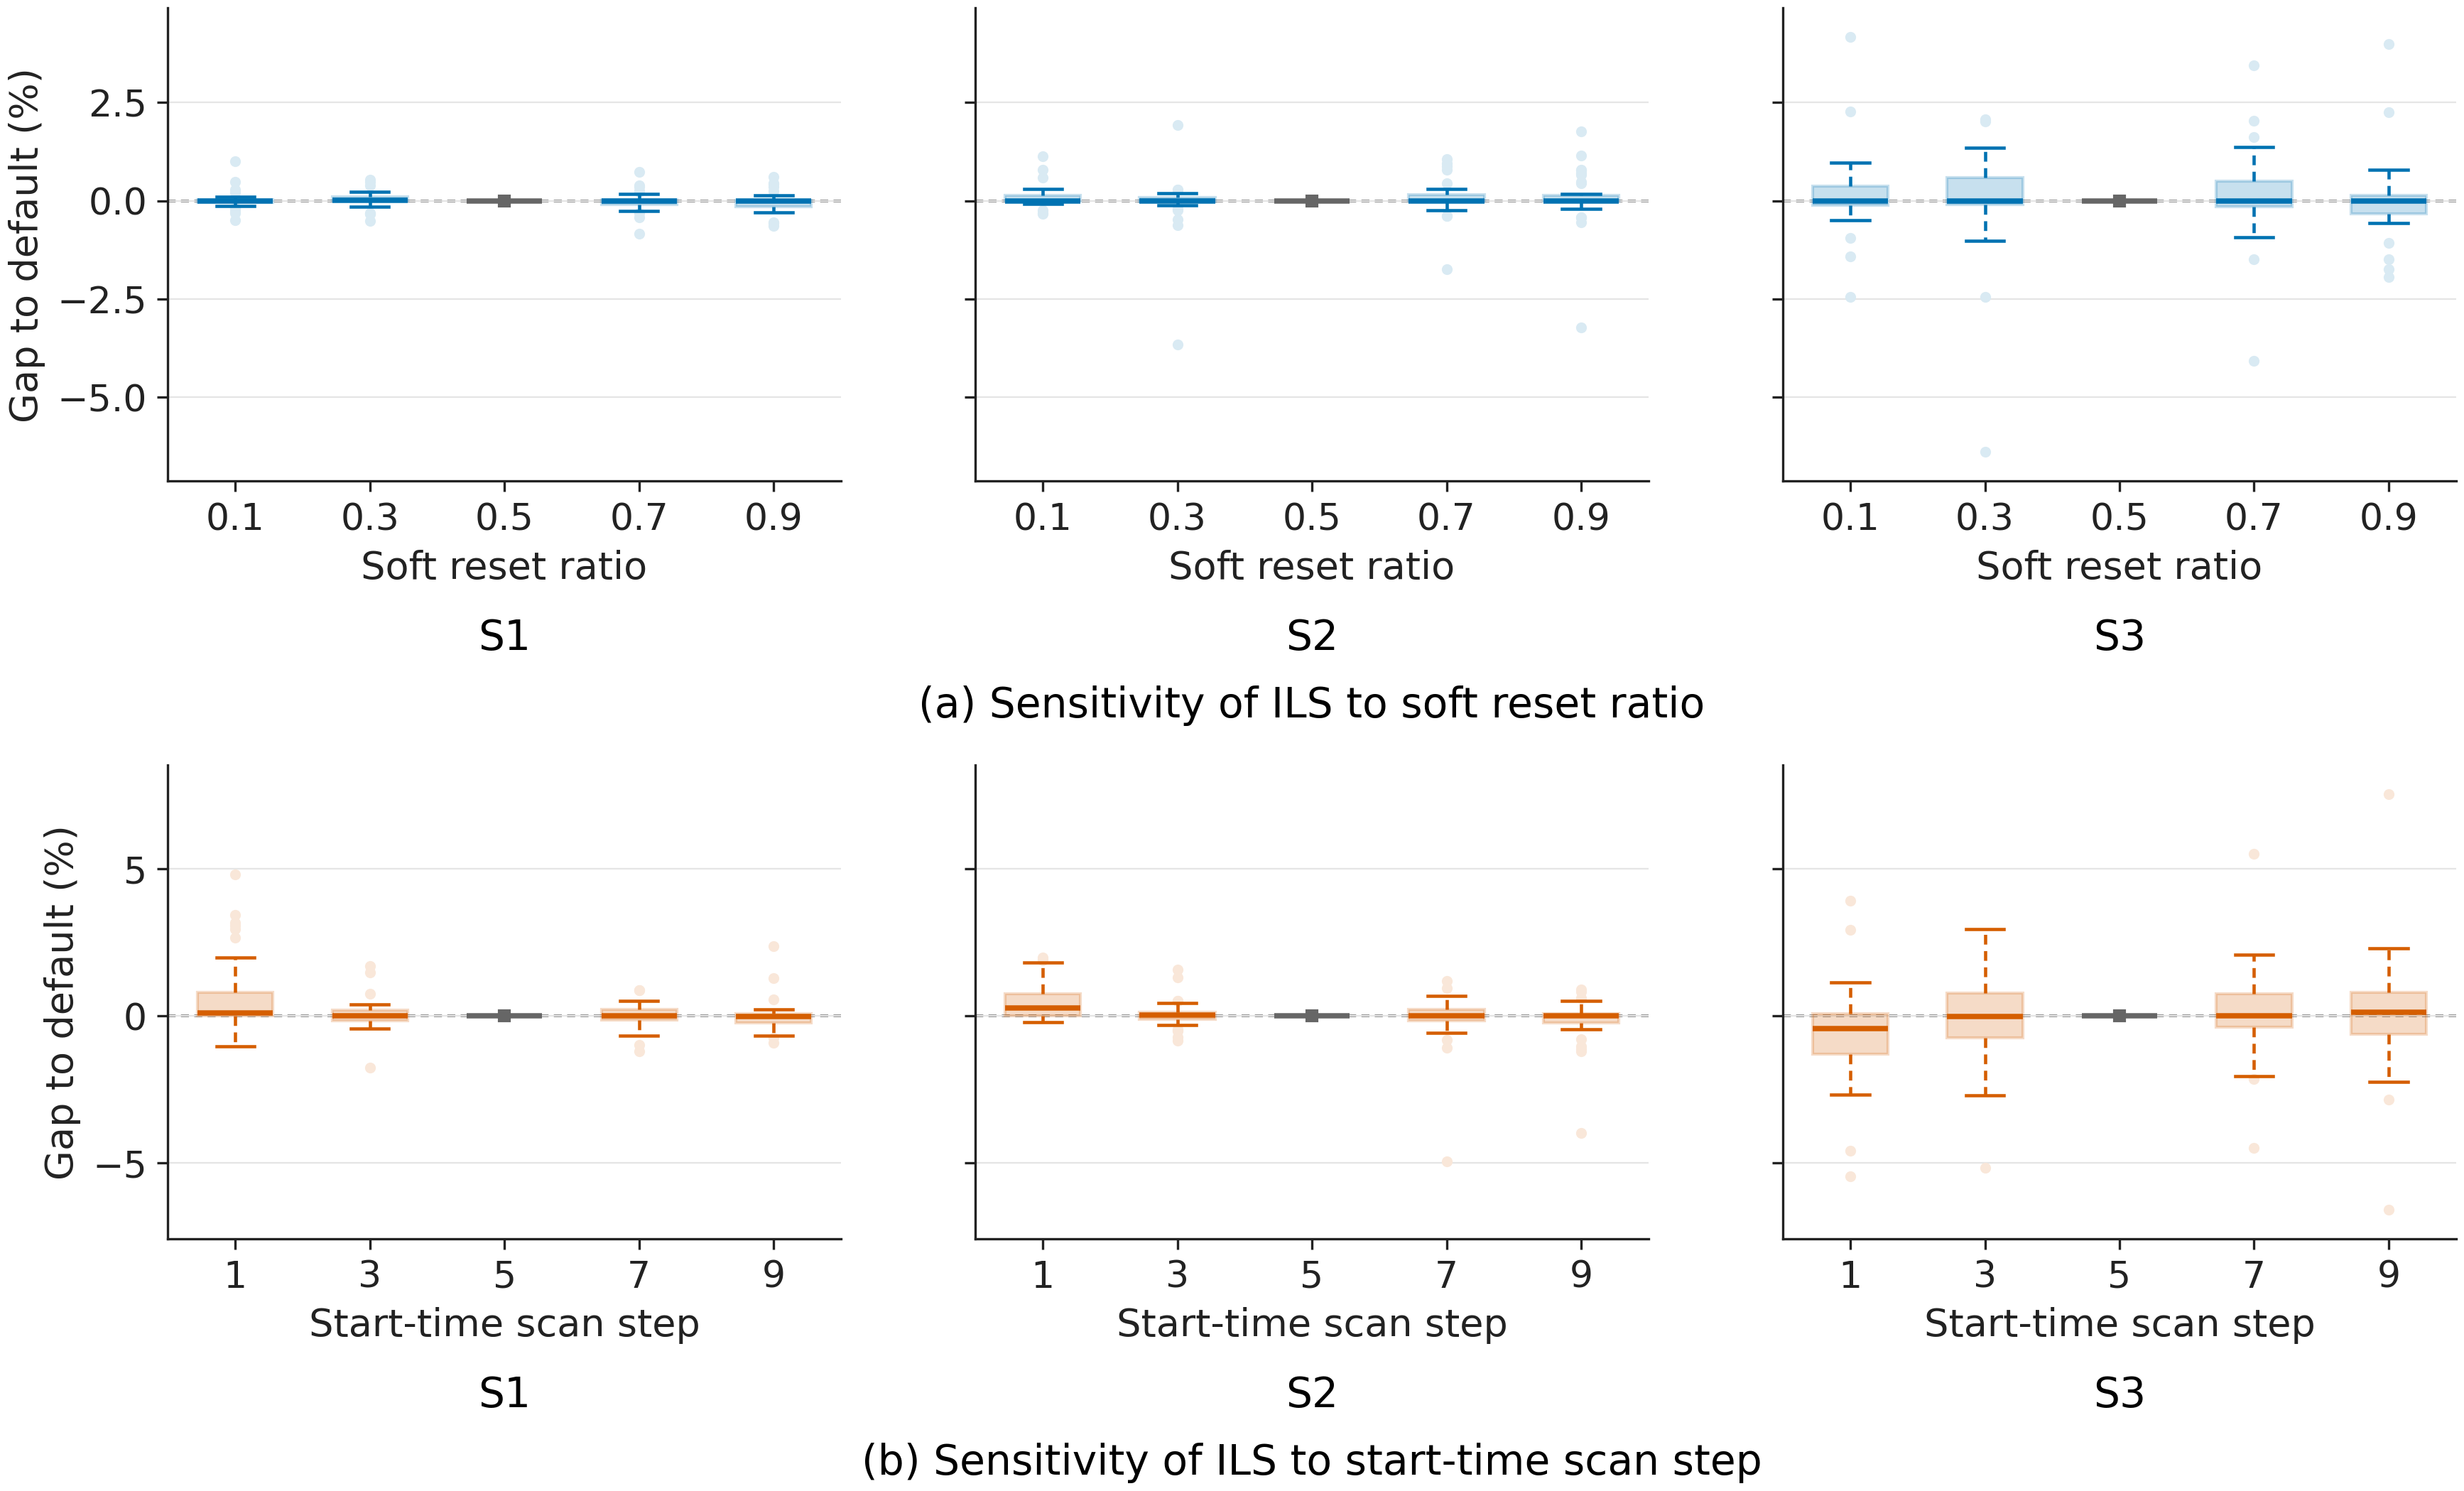 Gap to default (%)
2.5
0.0
−2.5
−5.0
0.1 0.3 0.5 0.7 0.9
0.1 0.3 0.5 0.7 0.9
0.1 0.3 0.5 0.7 0.9
Soft reset ratio
Soft reset ratio
Soft reset ratio
S1
S2
S3
(a) Sensitivity of ILS to soft reset ratio
Gap to default (%)
5
0
−5
1 3 5 7 9
1 3 5 7 9
1 3 5 7 9
Start-time scan step
Start-time scan step
Start-time scan step
S1
S2
S3
(b) Sensitivity of ILS to start-time scan step